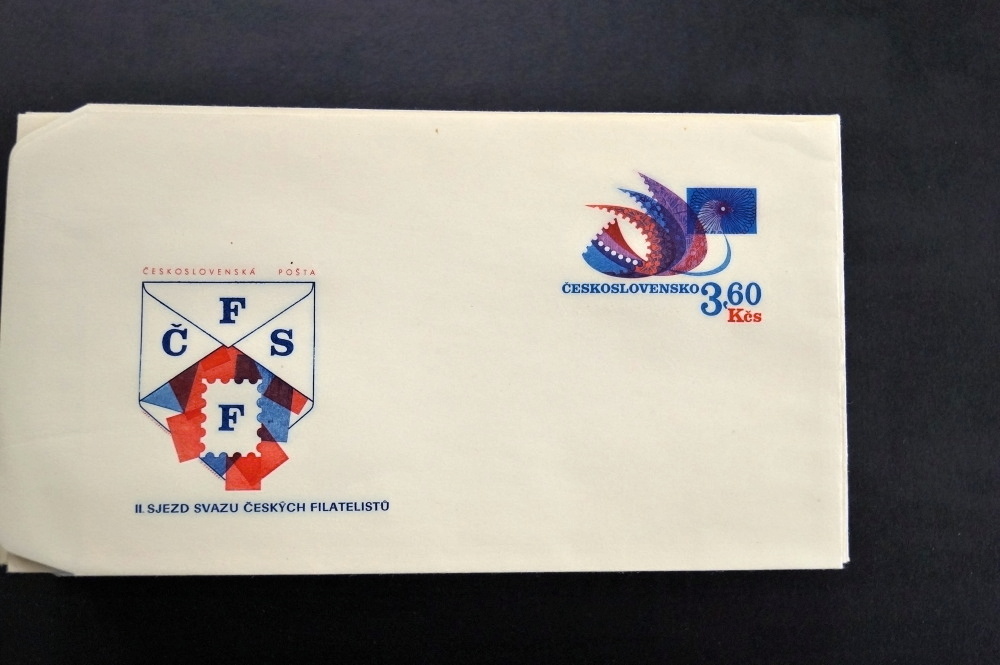 ČESKOSLOVENSKO 3,60
Kčs
ČESKOSLOVENSKÁ POŠTA
F
Č S
F
II. SJEZD SVAZU ČESKÝCH FILATELISTŮ